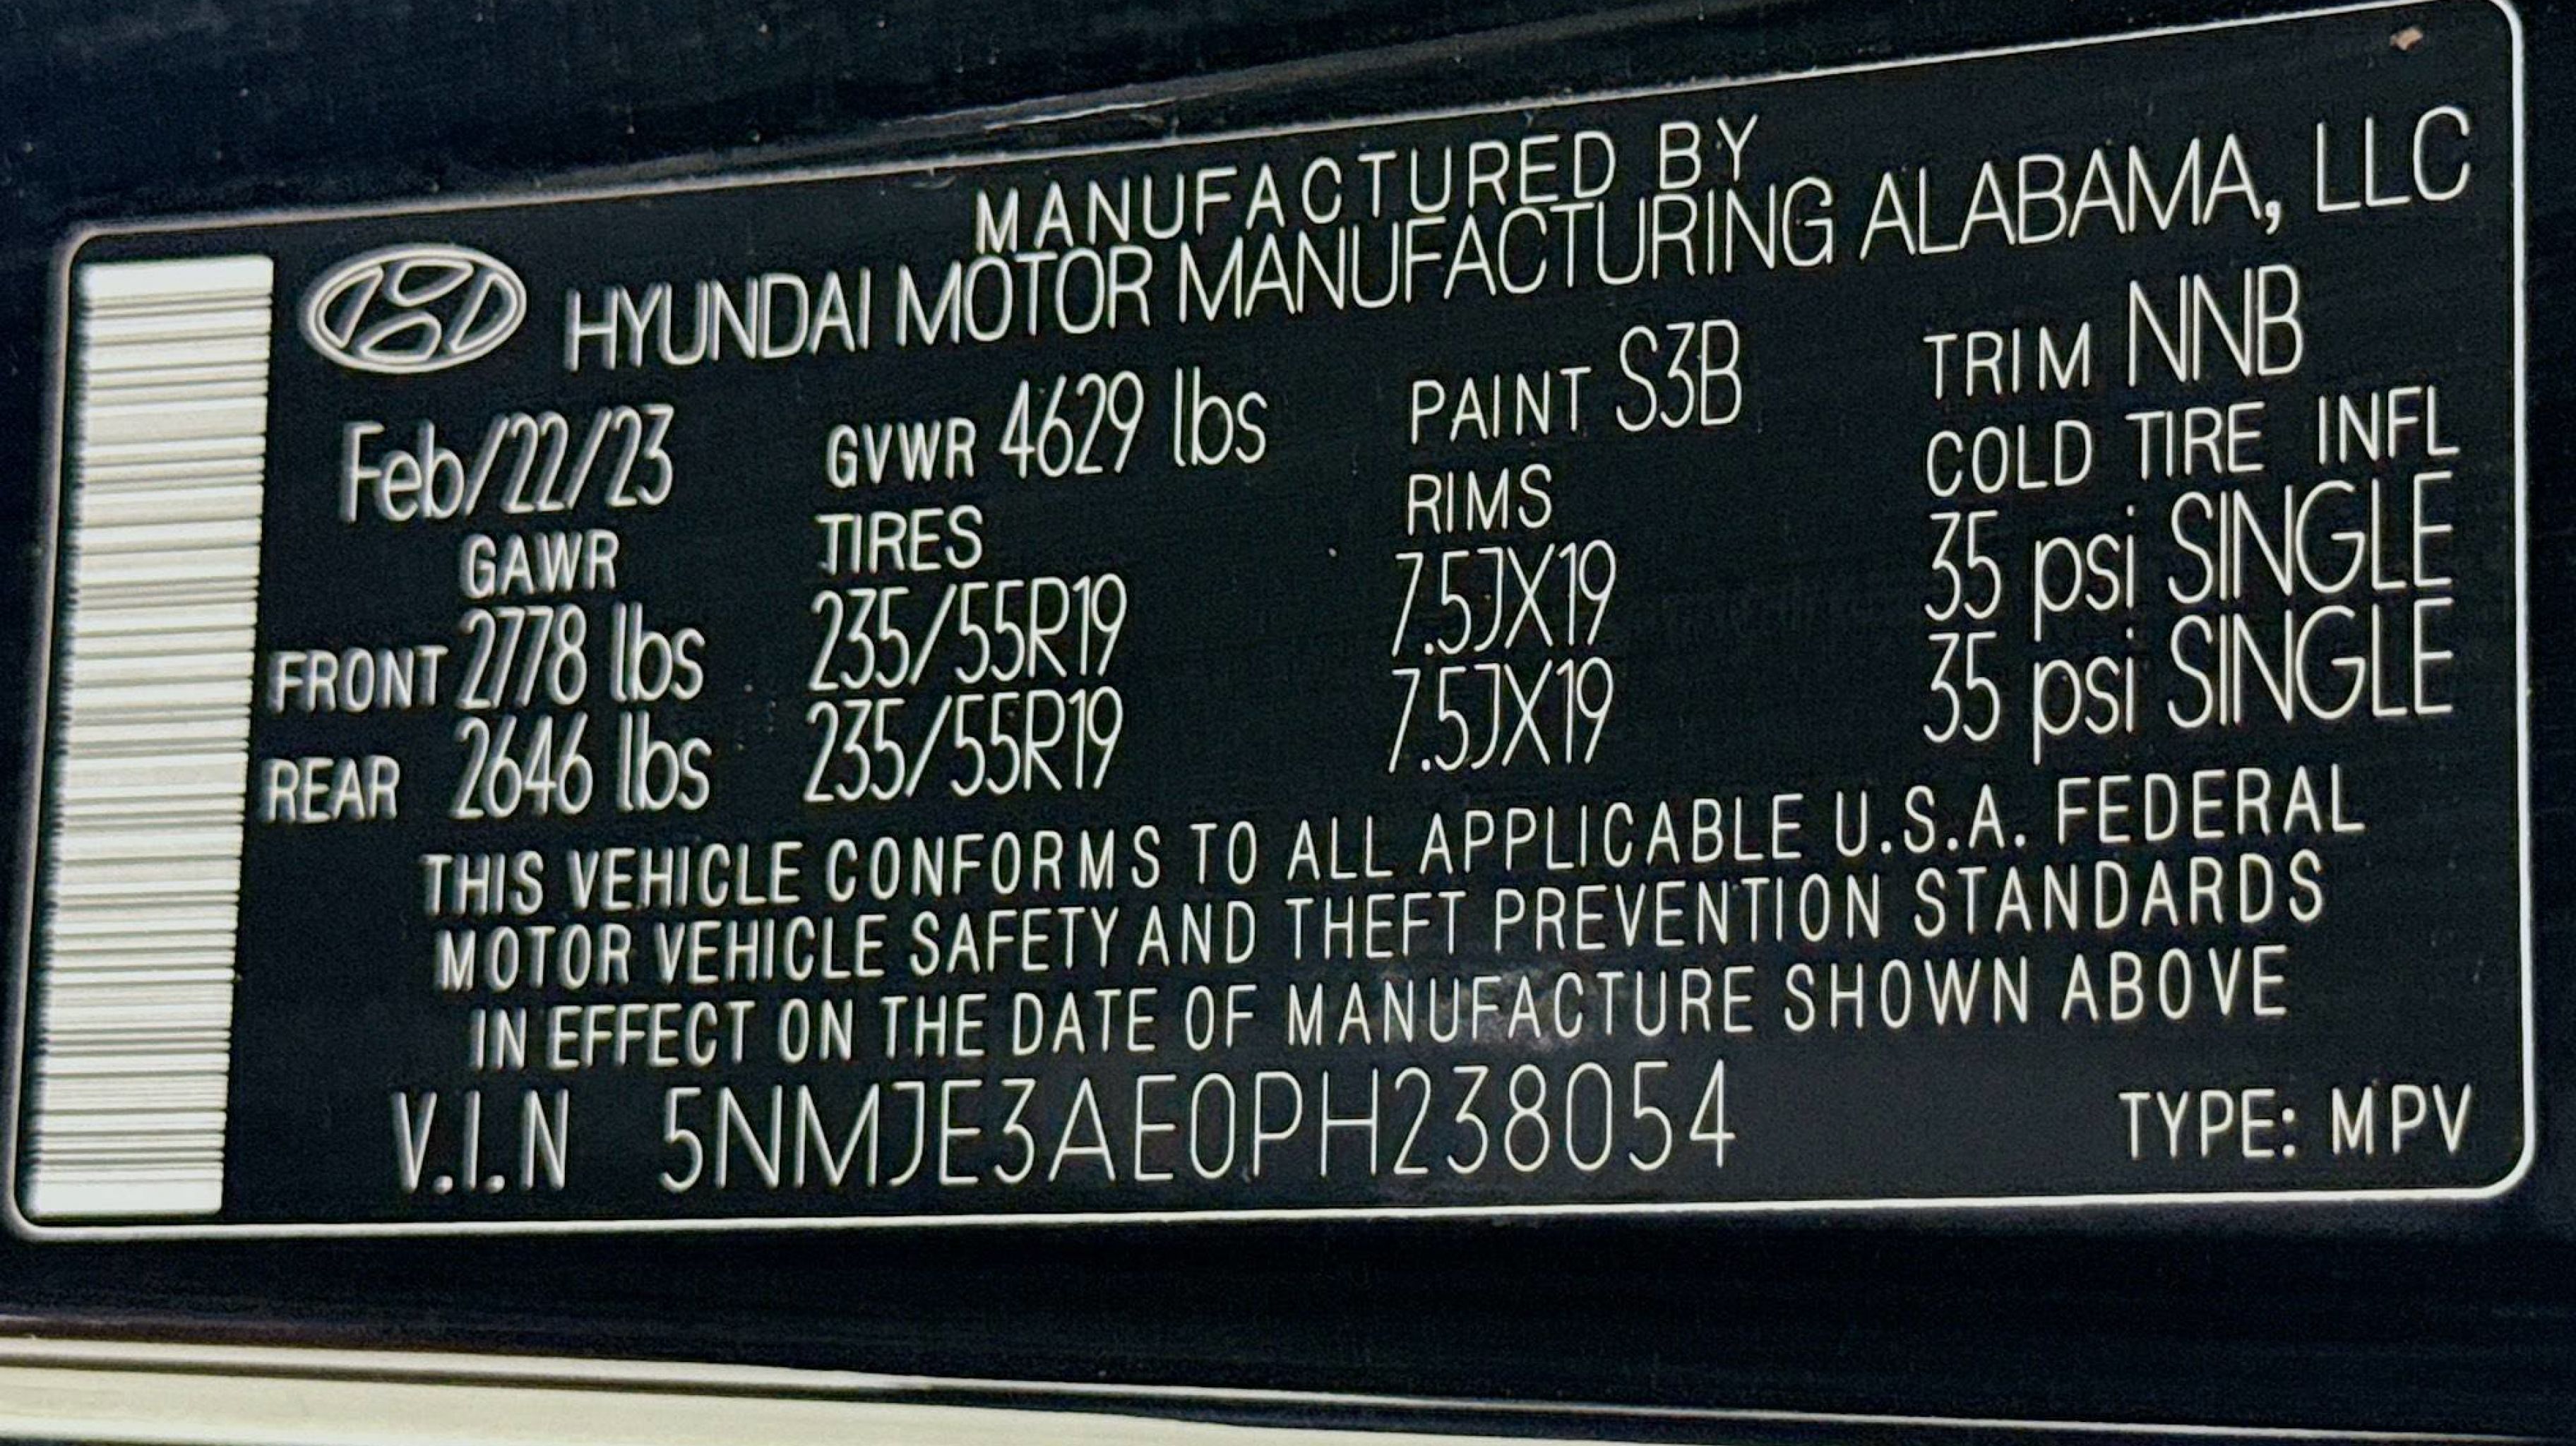 MANUFACTURED BY
HYUNDAI MOTOR MANUFACTURING ALABAMA, LLC
Feb/22/23 GVWR 4629 lbs PAINT S3B TRIM NNB
GAWR TIRES RIMS COLD TIRE INFL
FRONT 2778 lbs 235/55R19 7.5JX19 35 psi SINGLE
REAR 2646 lbs 235/55R19 7.5JX19 35 psi SINGLE
THIS VEHICLE CONFORMS TO ALL APPLICABLE U.S.A. FEDERAL
MOTOR VEHICLE SAFETY AND THEFT PREVENTION STANDARDS
IN EFFECT ON THE DATE OF MANUFACTURE SHOWN ABOVE
V.I.N 5NMJE3AE0PH238054 TYPE: MPV